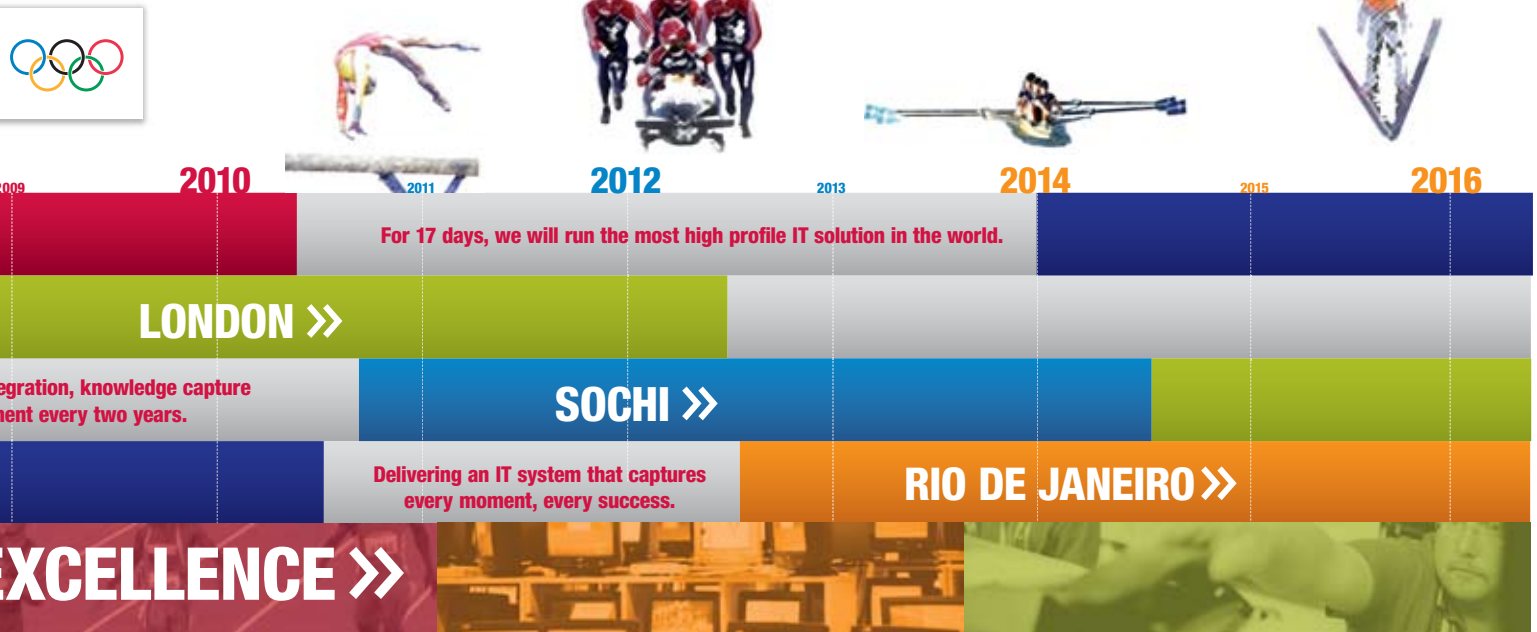 2009 2010 2011 2012 2013 2014 2015 2016
For 17 days, we will run the most high profile IT solution in the world.
LONDON »
egration, knowledge capture
ment every two years.
SOCHI »
Delivering an IT system that captures
every moment, every success.
RIO DE JANEIRO »
EXCELLENCE »